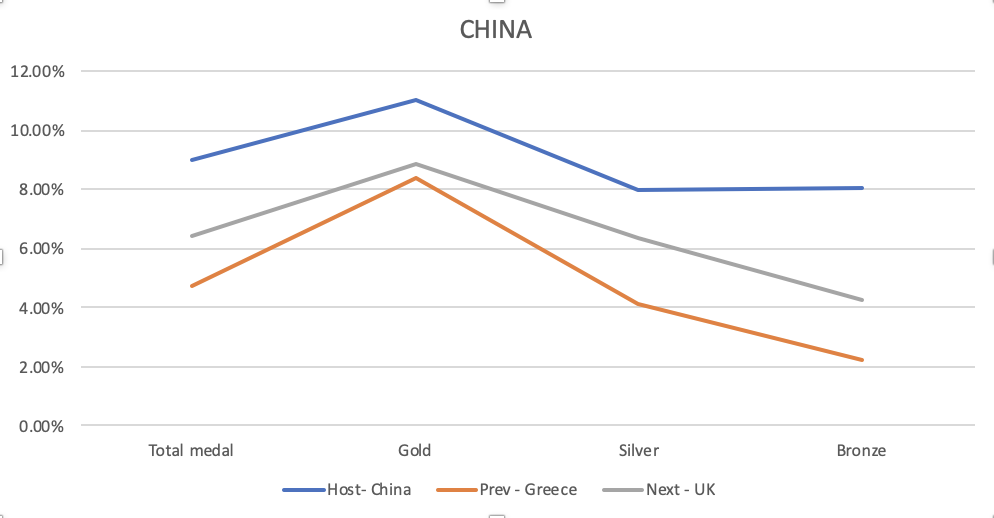 CHINA
12.00%
10.00%
8.00%
6.00%
4.00%
2.00%
0.00%
Total medal Gold Silver Bronze
Host- China Prev - Greece Next - UK